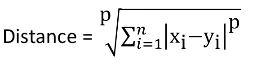 Distance = ᵖ√∑ⁿᵢ₌₁|xᵢ−yᵢ|ᵖ